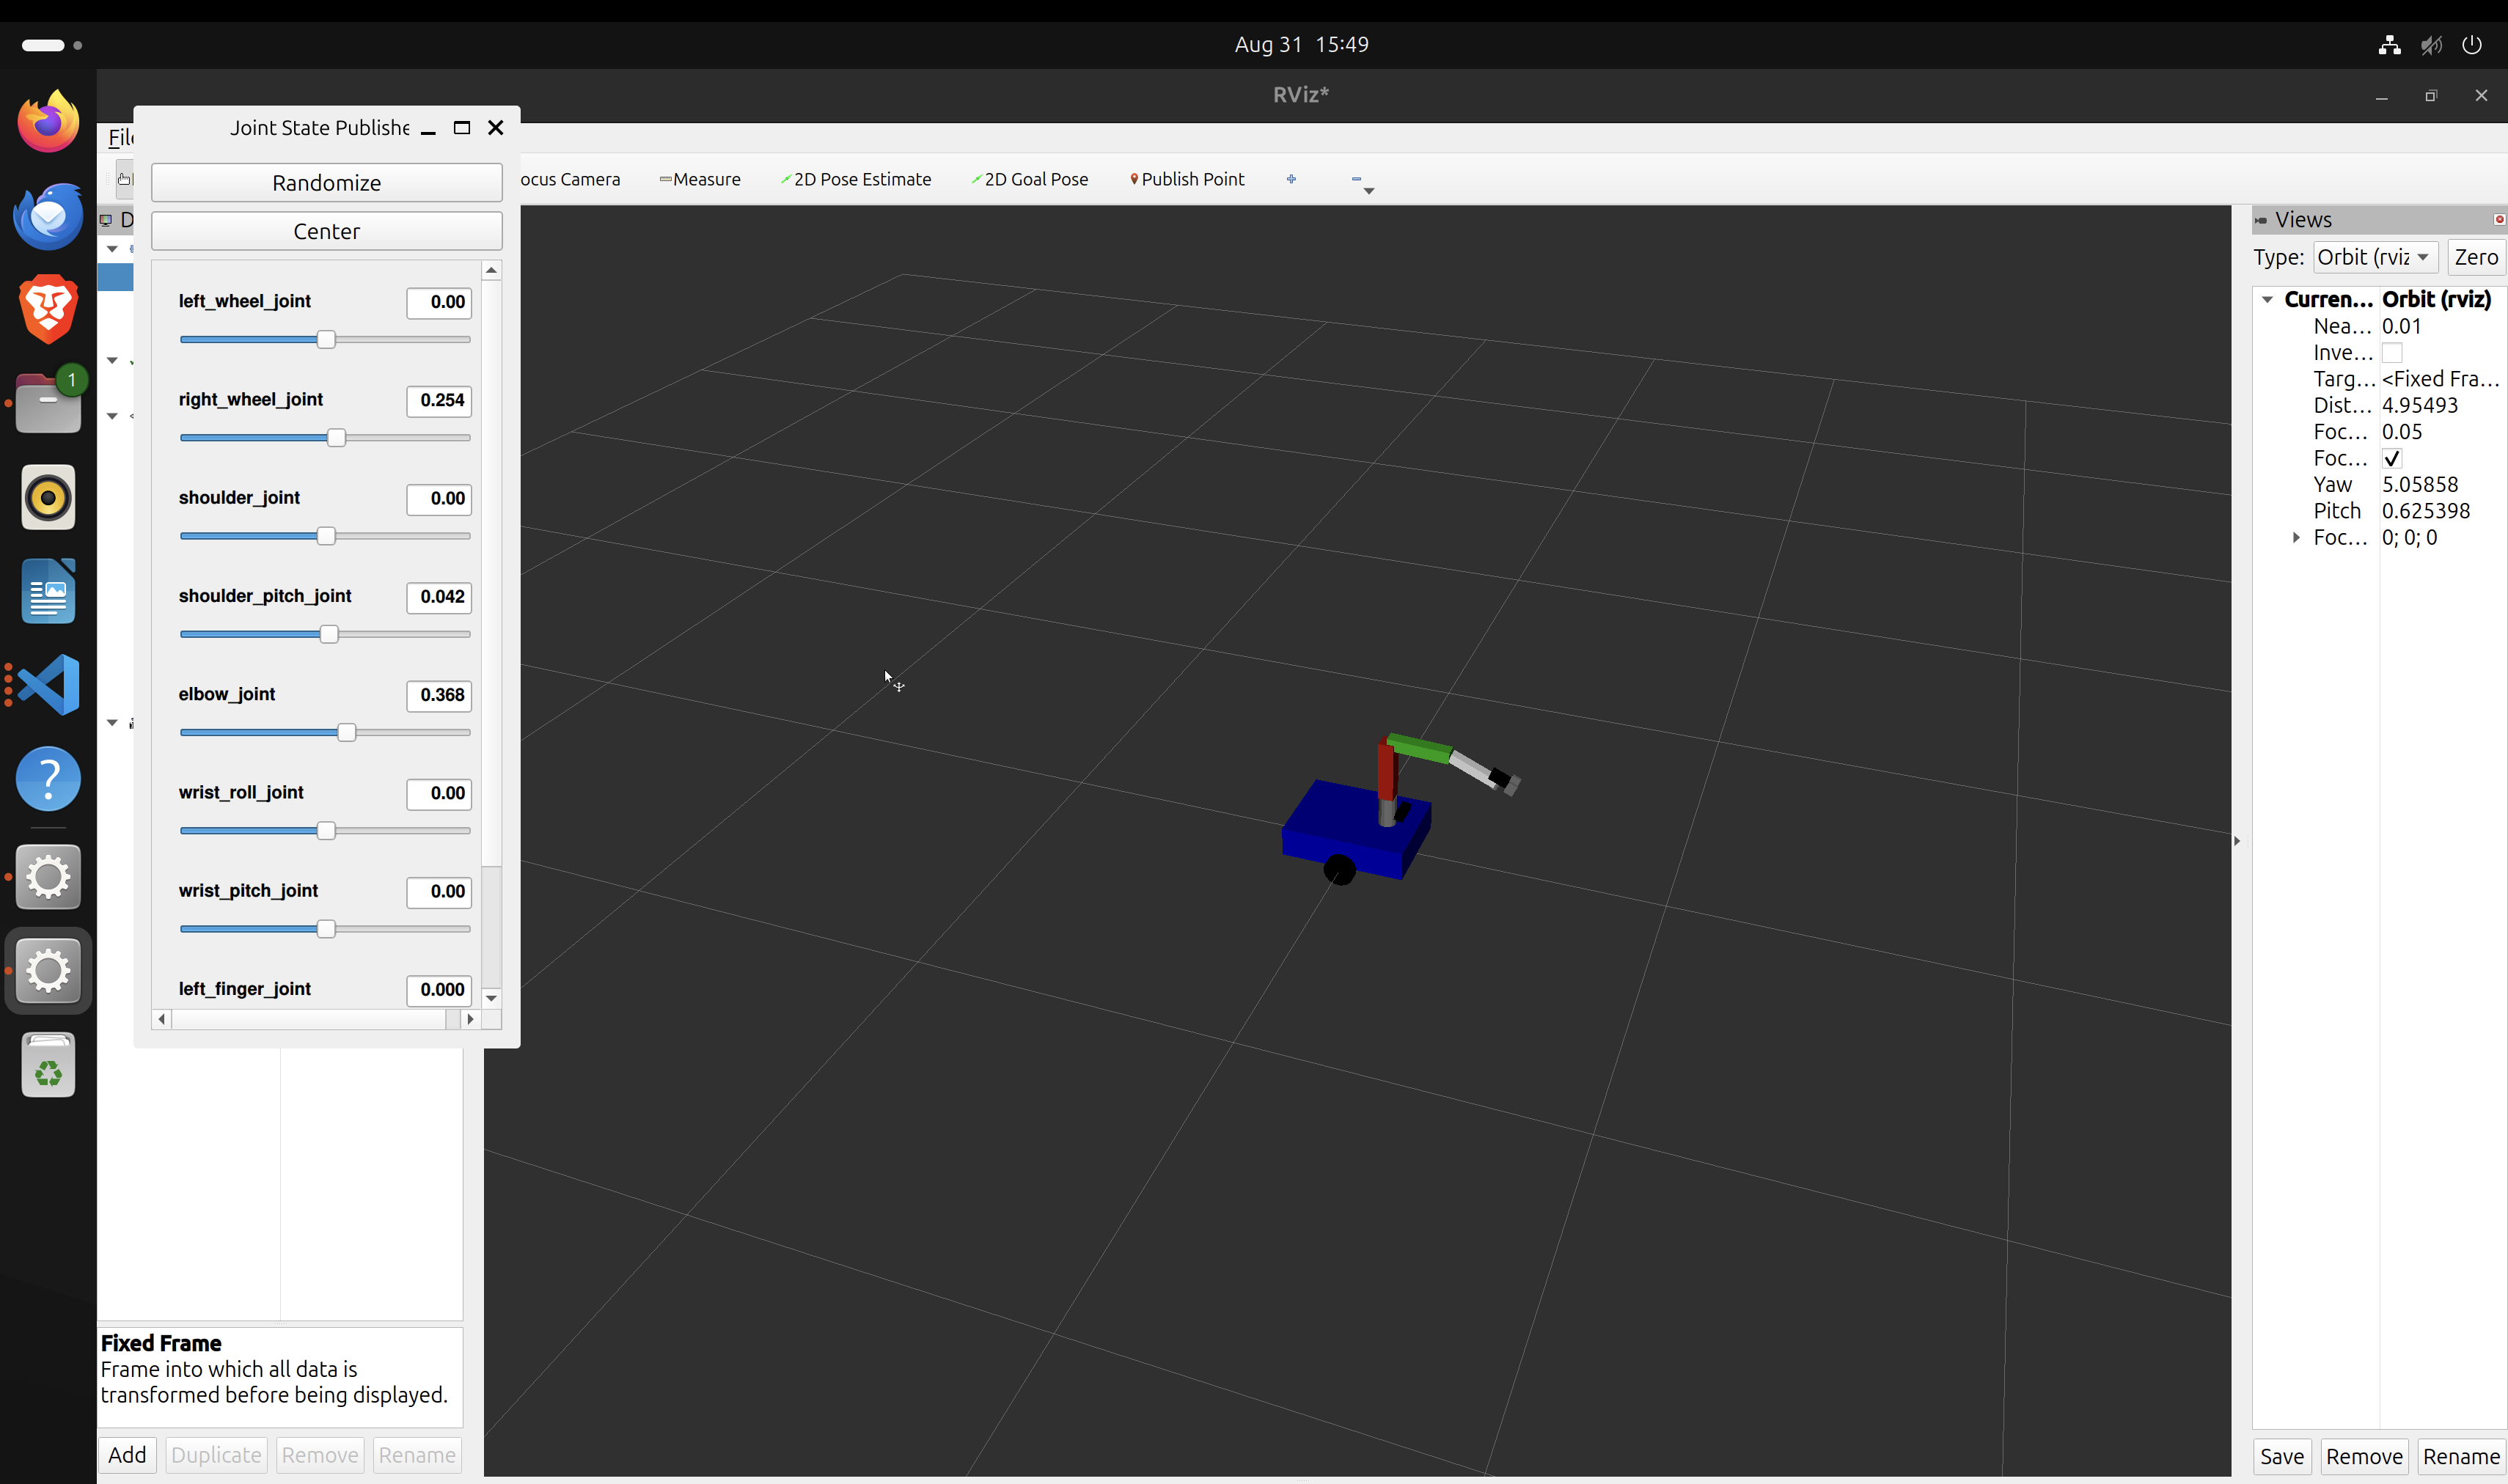 Aug 31 15:49
RViz*
Joint State Publishe
Randomize
Center
left_wheel_joint 0.00
right_wheel_joint 0.254
shoulder_joint 0.00
shoulder_pitch_joint 0.042
elbow_joint 0.368
wrist_roll_joint 0.00
wrist_pitch_joint 0.00
left_finger_joint 0.000
File
ocus Camera Measure 2D Pose Estimate 2D Goal Pose Publish Point
D
1
?
Fixed Frame
Frame into which all data is
transformed before being displayed.
Add Duplicate Remove Rename
Views
Type: Orbit (rviz Zero
Curren... Orbit (rviz)
Nea... 0.01
Inve...
Targ... <Fixed Fra...
Dist... 4.95493
Foc... 0.05
Foc...
Yaw 5.05858
Pitch 0.625398
Foc... 0; 0; 0
Save Remove Rename